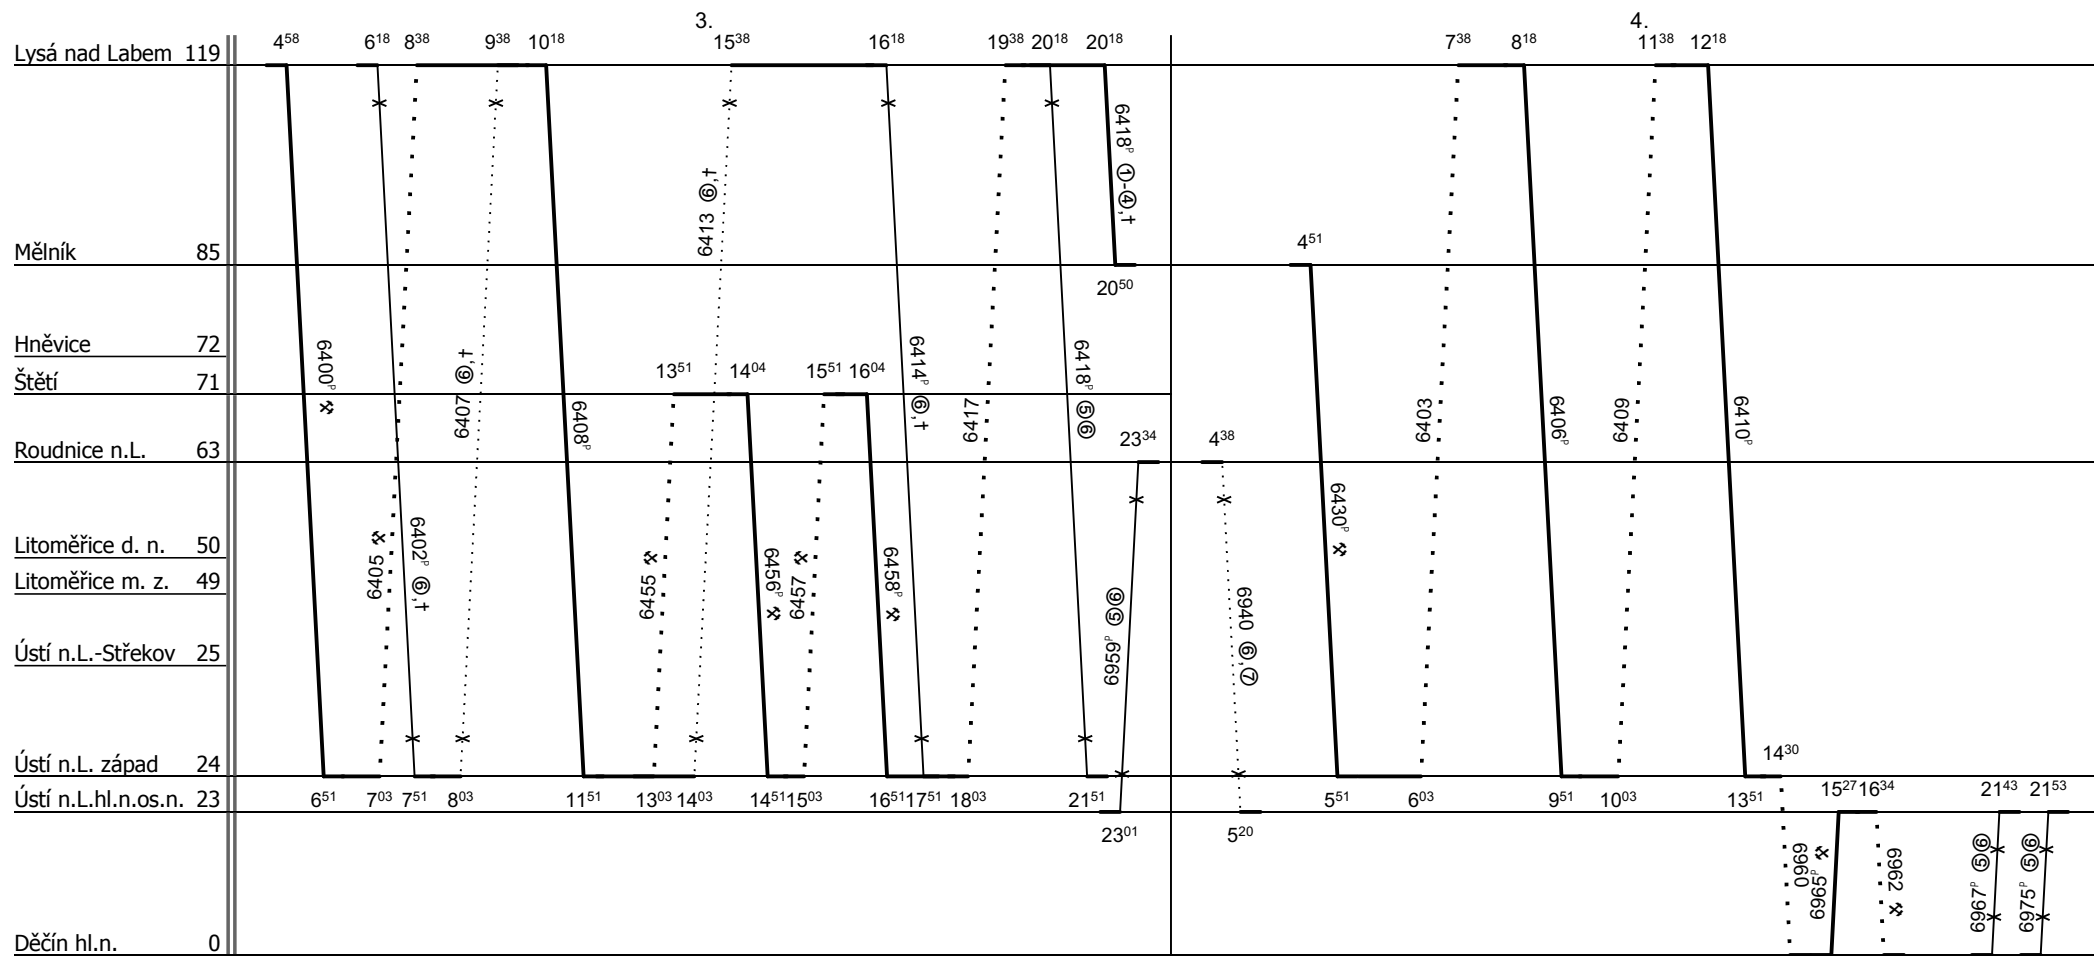 3. 4.
4⁵⁸ 6¹⁸ 8³⁸ 9³⁸ 10¹⁸ 15³⁸ 16¹⁸ 19³⁸ 20¹⁸ 20¹⁸ 7³⁸ 8¹⁸ 11³⁸ 12¹⁸
Lysá nad Labem 119
6418ᴾ ①-④,†
6413 ⑥,†
Mělník 85
4⁵¹
20⁵⁰
Hněvice 72
6400ᴾ ⚒
6407 ⑥,†
6414ᴾ ⑥,†
6418ᴾ ⑤⑥
Štětí 71
13⁵¹ 14⁰⁴ 15⁵¹ 16⁰⁴
6408ᴾ
6417
6403
6406ᴾ
6409
6410ᴾ
Roudnice n.L. 63
23³⁴ 4³⁸
6430ᴾ ⚒
Litoměřice d. n. 50
6405 ⚒
6402ᴾ ⑥,†
6455 ⚒
6456ᴾ ⚒
6457 ⚒
6458ᴾ ⚒
Litoměřice m. z. 49
6959ᴾ ⑤⑥
6940 ⑥,⑦
Ústí n.L.-Střekov 25
Ústí n.L. západ 24
14³⁰
Ústí n.L.hl.n.os.n. 23
6⁵¹ 7⁰³ 7⁵¹ 8⁰³ 11⁵¹ 13⁰³ 14⁰³ 14⁵¹ 15⁰³ 16⁵¹ 17⁵¹ 18⁰³ 21⁵¹ 5⁵¹ 6⁰³ 9⁵¹ 10⁰³ 13⁵¹ 15²⁷ 16³⁴ 21⁴³ 21⁵³
23⁰¹ 5²⁰
6960
6965ᴾ ⚒
6962 ⚒
6967ᴾ ⑤⑥
6975ᴾ ⑤⑥
Děčín hl.n. 0